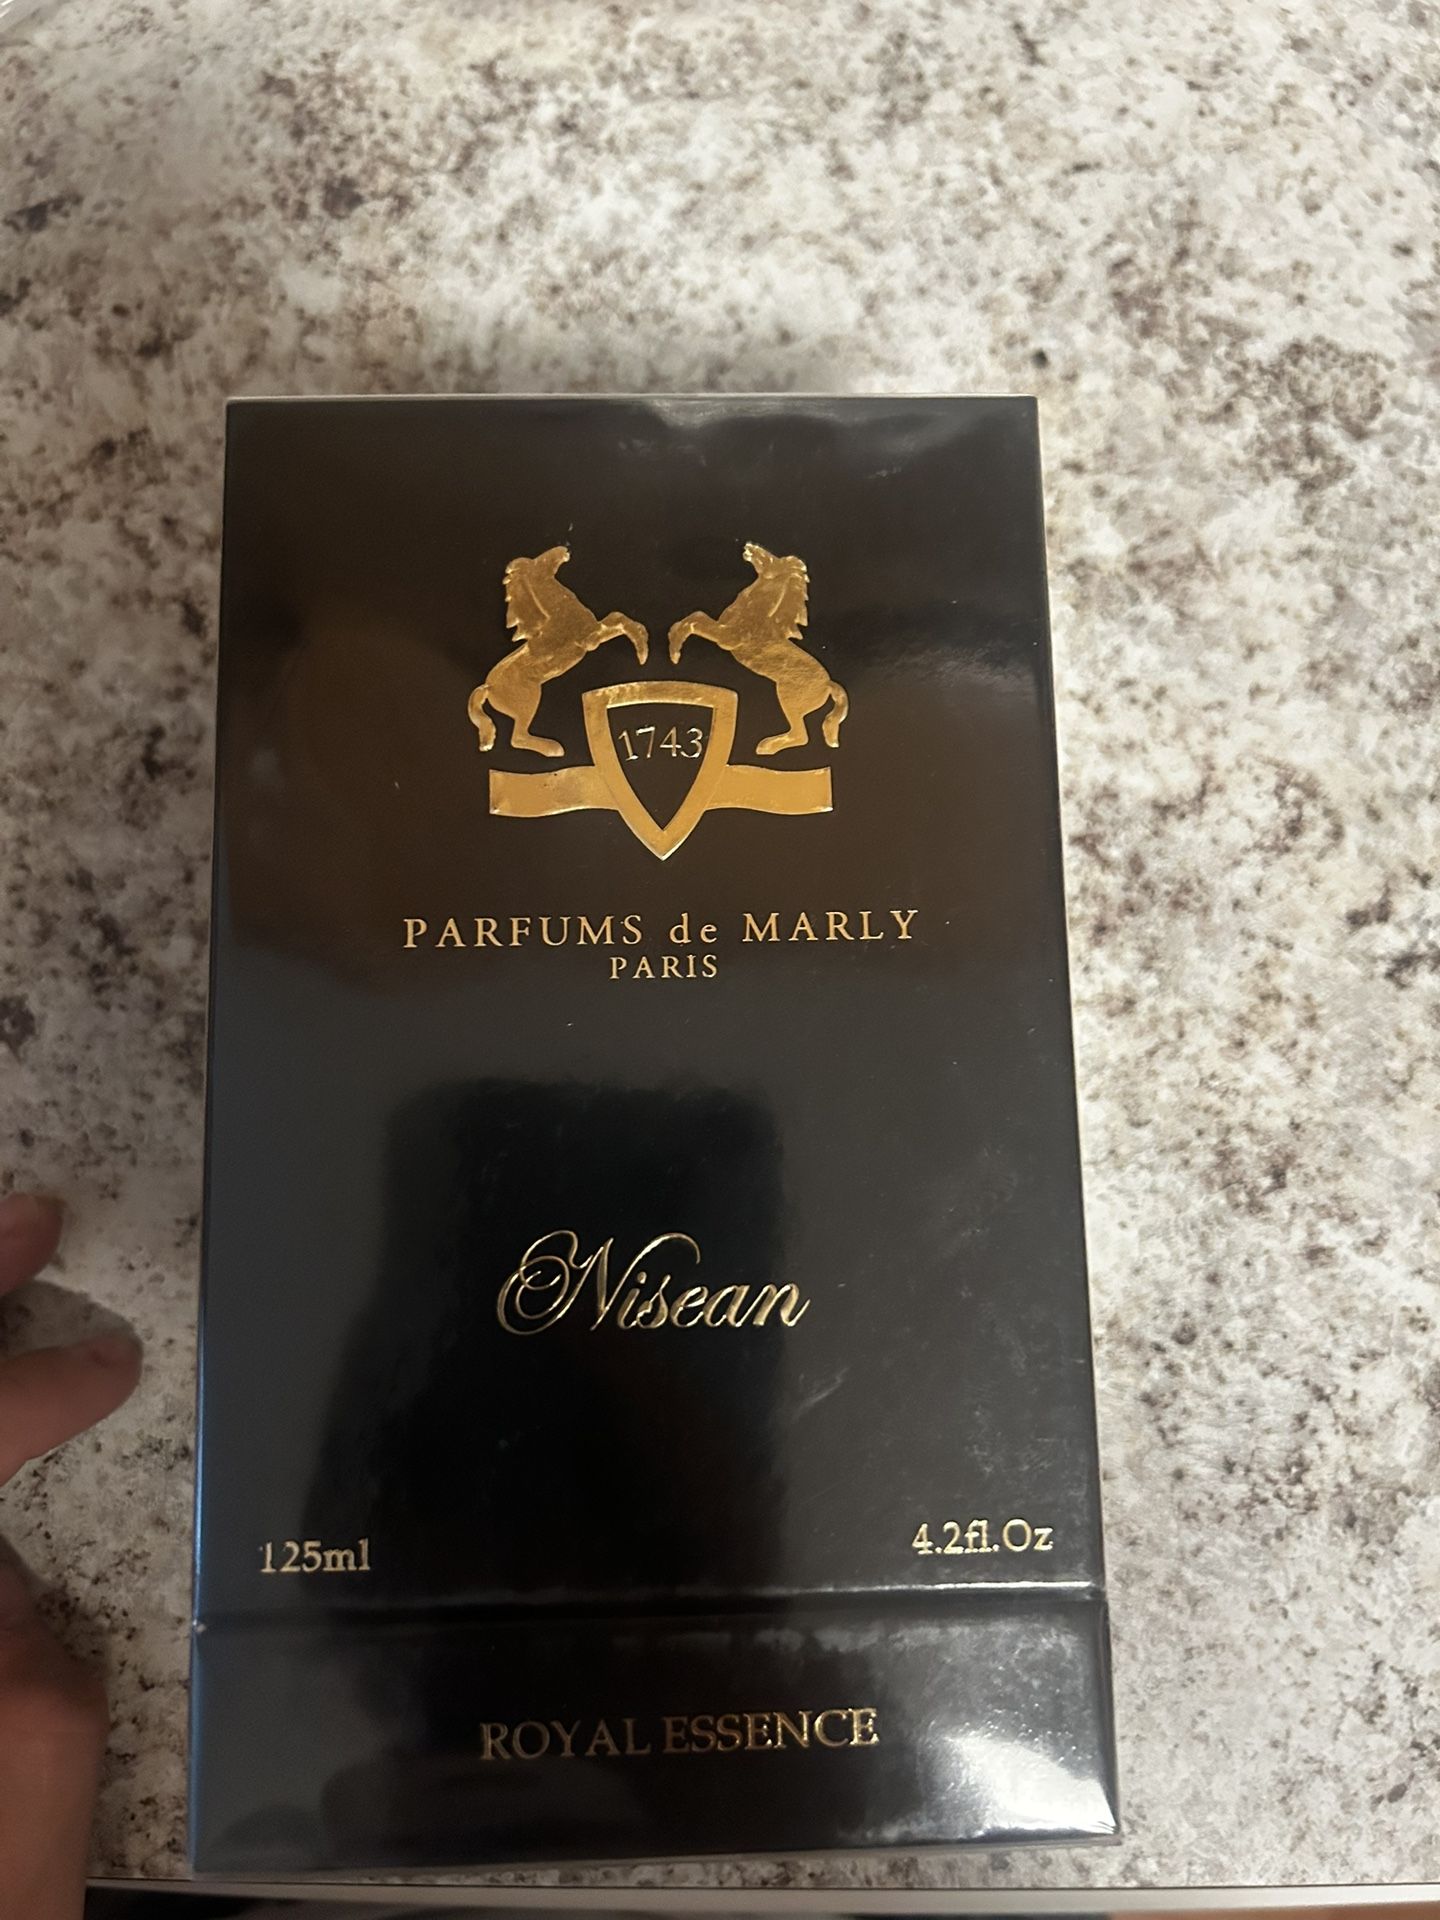 1743
PARFUMS de MARLY
PARIS
Nisean
125ml
4.2fl.Oz
ROYAL ESSENCE